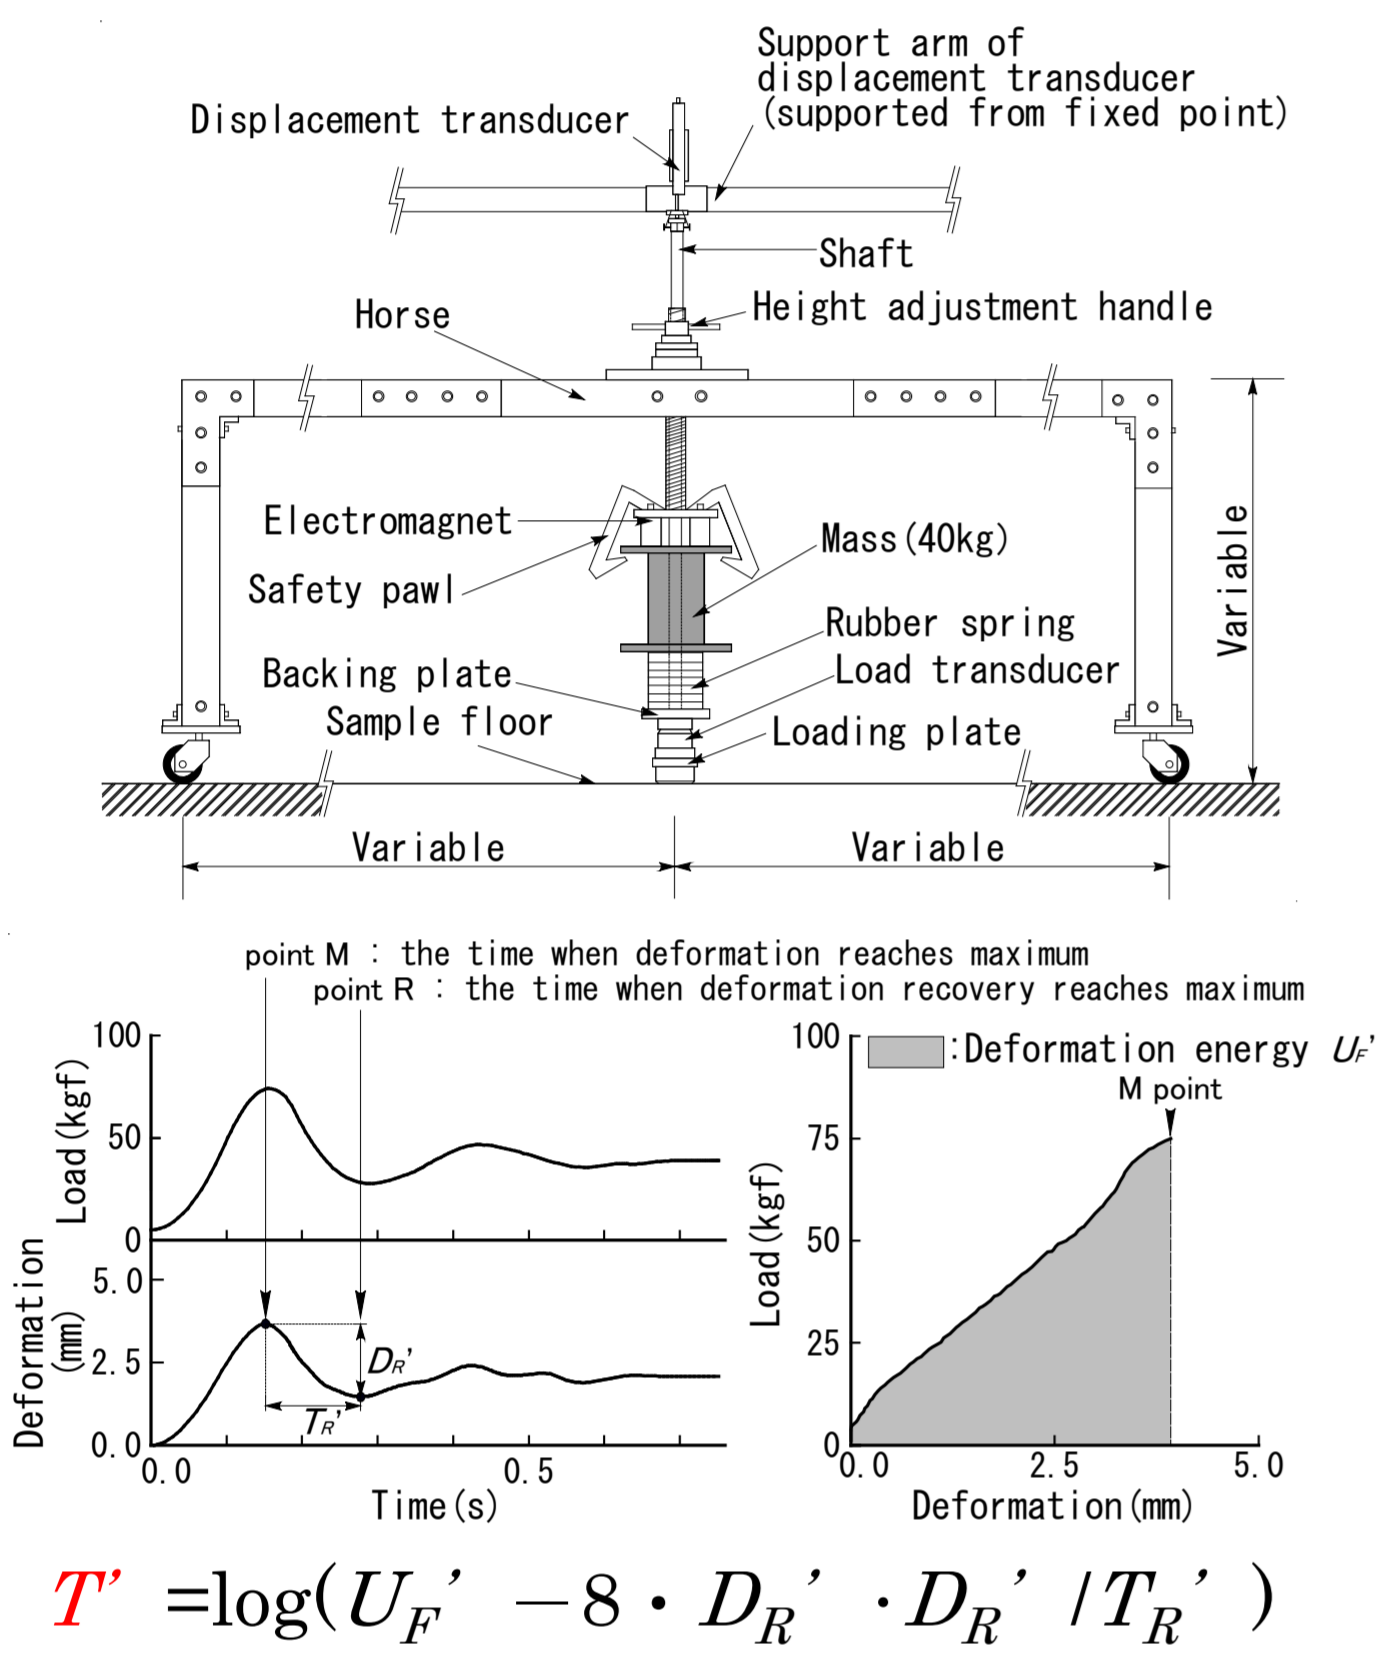 Support arm of
displacement transducer
(supported from fixed point)
Displacement transducer
Shaft
Height adjustment handle
Horse
Electromagnet
Mass(40kg)
Safety pawl
Variable
Rubber spring
Backing plate
Load transducer
Sample floor
Loading plate
Variable
Variable
point M : the time when deformation reaches maximum
point R : the time when deformation recovery reaches maximum
100
50
0
Load(kgf)
5.0
2.5
0.0
Deformation
(mm)
DR'
TR'
0.0
0.5
Time(s)
100
75
50
25
0
Load(kgf)
:Deformation energy UF'
M point
0.0
2.5
5.0
Deformation(mm)
T' =log(UF' −8・DR'・DR' /TR' )